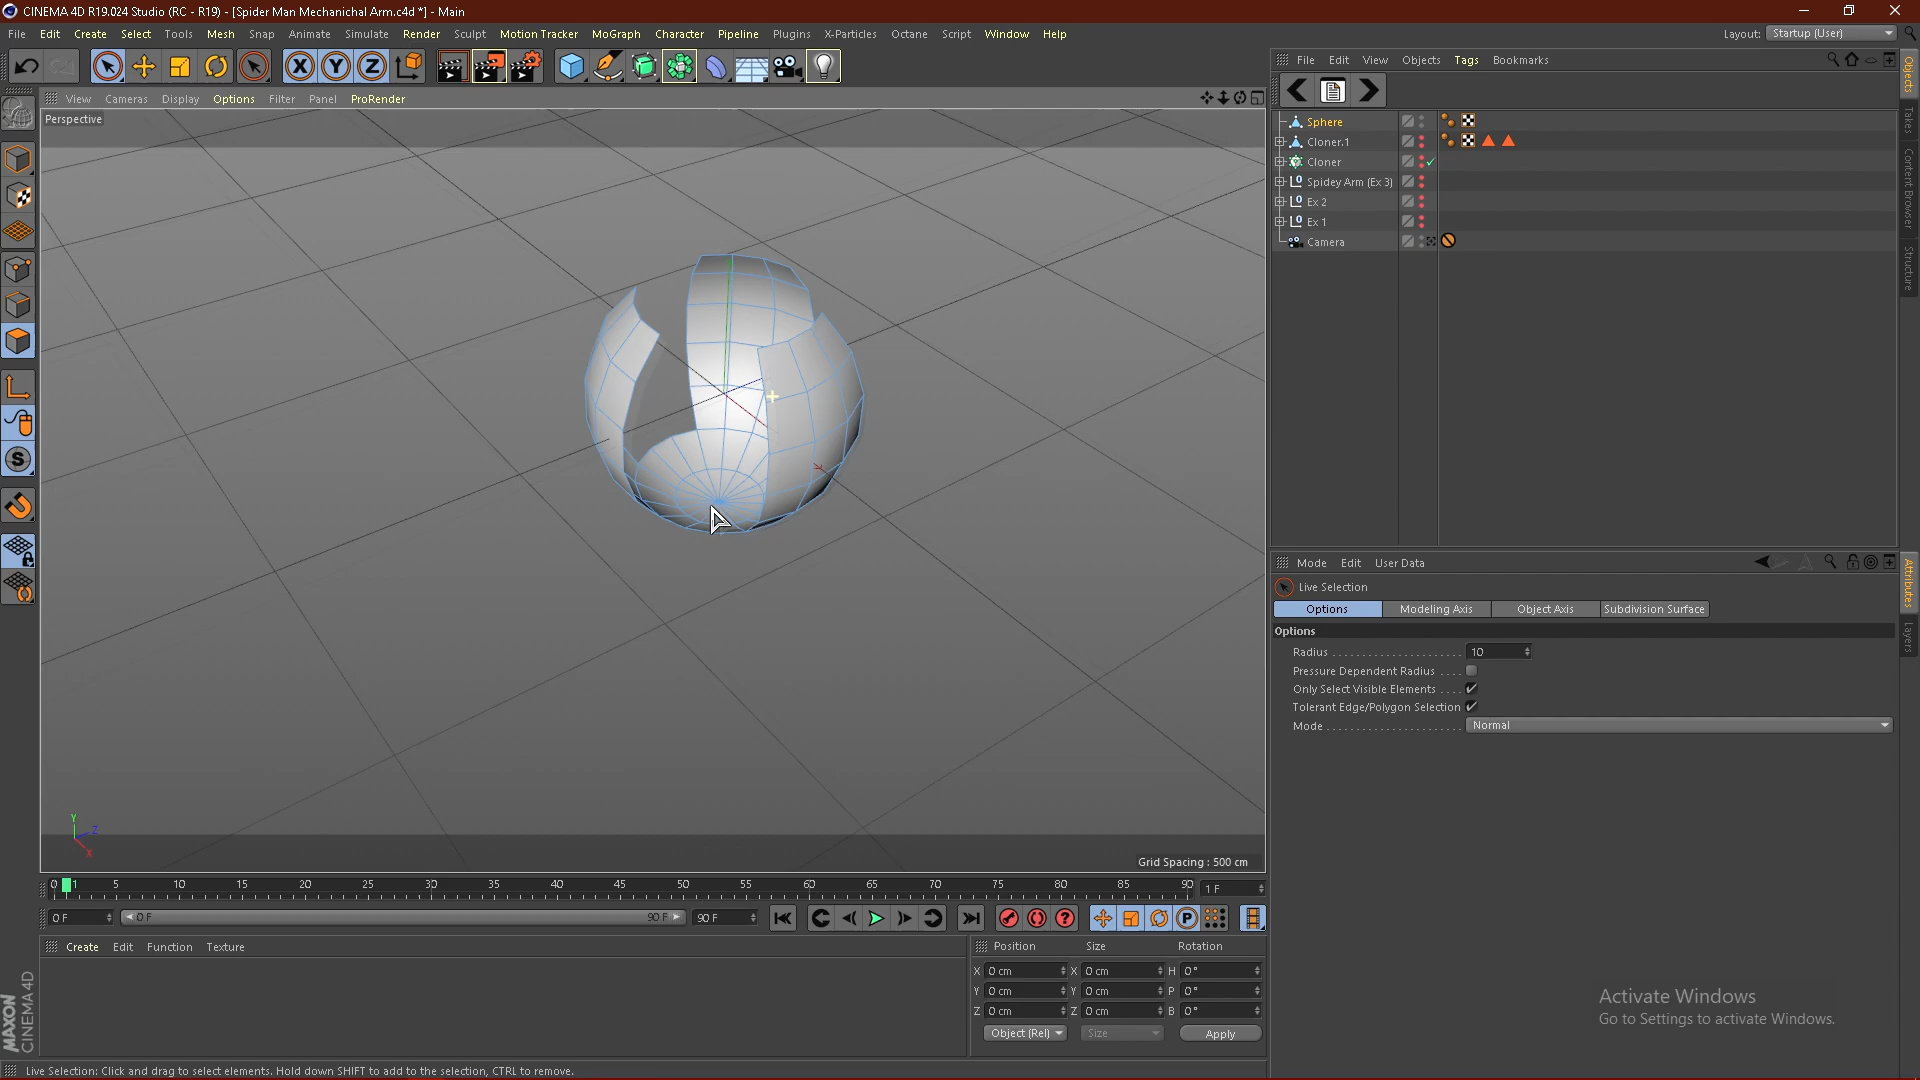 CINEMA 4D R19.024 Studio (RC - R19) - [Spider Man Mechanichal Arm.c4d *] - Main
File Edit Create Select Tools Mesh Snap Animate Simulate Render Sculpt Motion Tracker MoGraph Character Pipeline Plugins X-Particles Octane Script Window Help
Layout: Startup (User)
View Cameras Display Options Filter Panel ProRender
Perspective
Grid Spacing : 500 cm
Y Z X
File Edit View Objects Tags Bookmarks
Sphere
Cloner.1
Cloner
Spidey Arm (Ex 3)
Ex 2
Ex 1
Camera
Objects
Takes
Content Browser
Structure
Mode Edit User Data
Live Selection
Options Modeling Axis Object Axis Subdivision Surface
Options
Radius 10
Pressure Dependent Radius
Only Select Visible Elements
Tolerant Edge/Polygon Selection
Mode Normal
Attributes
Layers
0 1 5 10 15 20 25 30 35 40 45 50 55 60 65 70 75 80 85 90 1 F
0 F 0 F 90 F 90 F
Create Edit Function Texture
Position Size Rotation
X 0 cm X 0 cm H 0°
Y 0 cm Y 0 cm P 0°
Z 0 cm Z 0 cm B 0°
Object (Rel) Size Apply
MAXON
CINEMA 4D
Activate Windows
Go to Settings to activate Windows.
Live Selection: Click and drag to select elements. Hold down SHIFT to add to the selection, CTRL to remove.